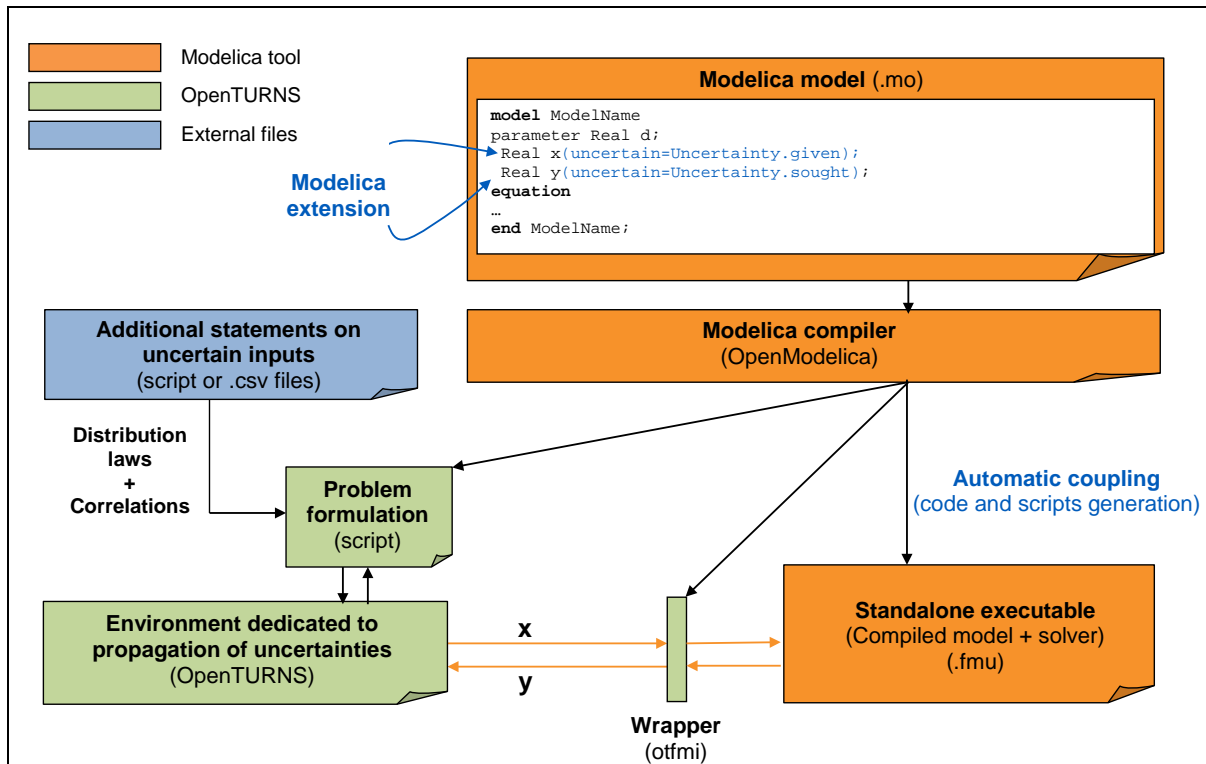 Modelica tool
OpenTURNS
External files
Modelica model (.mo)
model ModelName
parameter Real d;
Real x(uncertain=Uncertainty.given);
Real y(uncertain=Uncertainty.sought);
equation
…
end ModelName;
Modelica
extension
Additional statements on
uncertain inputs
(script or .csv files)
Modelica compiler
(OpenModelica)
Distribution
laws
+
Correlations
Problem
formulation
(script)
Automatic coupling
(code and scripts generation)
Environment dedicated to
propagation of uncertainties
(OpenTURNS)
x
y
Standalone executable
(Compiled model + solver)
(.fmu)
Wrapper
(otfmi)